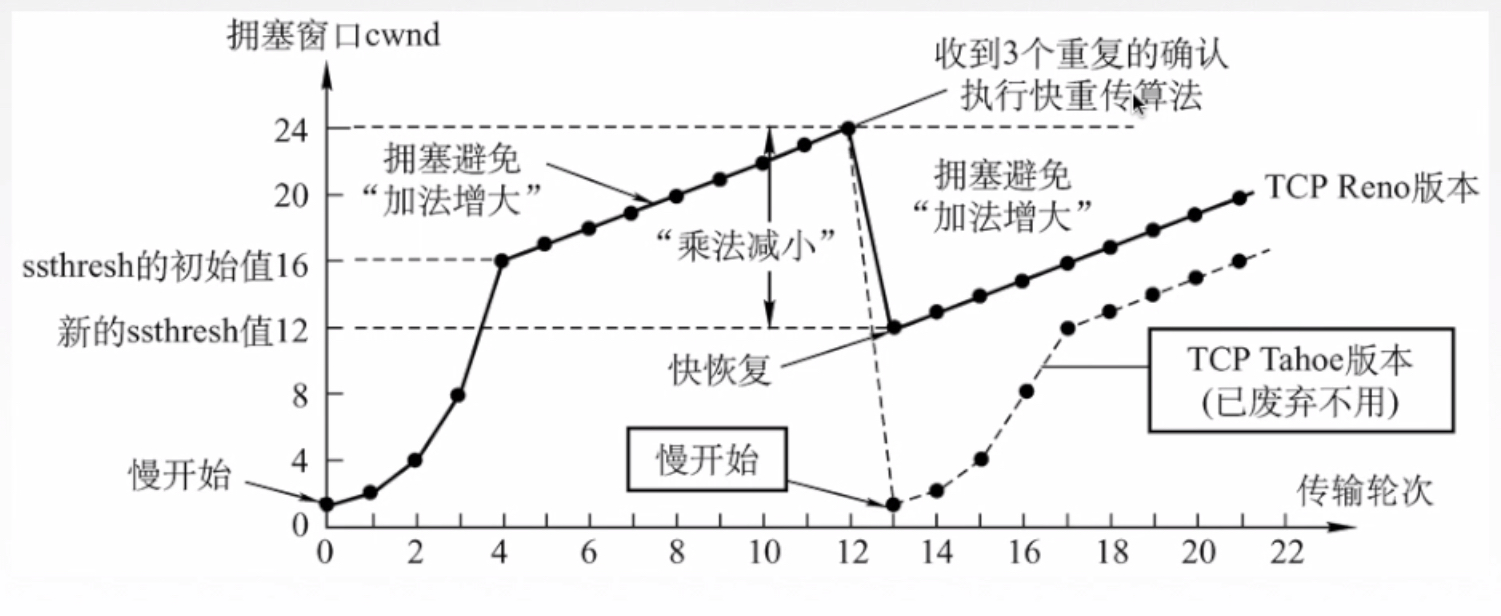 拥塞窗口cwnd
收到3个重复的确认
执行快重传算法
24
拥塞避免
“加法增大”
拥塞避免
“加法增大”
20
TCP Reno版本
“乘法减小”
ssthresh的初始值16
新的ssthresh值12
快恢复
TCP Tahoe版本
(已废弃不用)
8
4
慢开始
慢开始
传输轮次
0
0 2 4 6 8 10 12 14 16 18 20 22